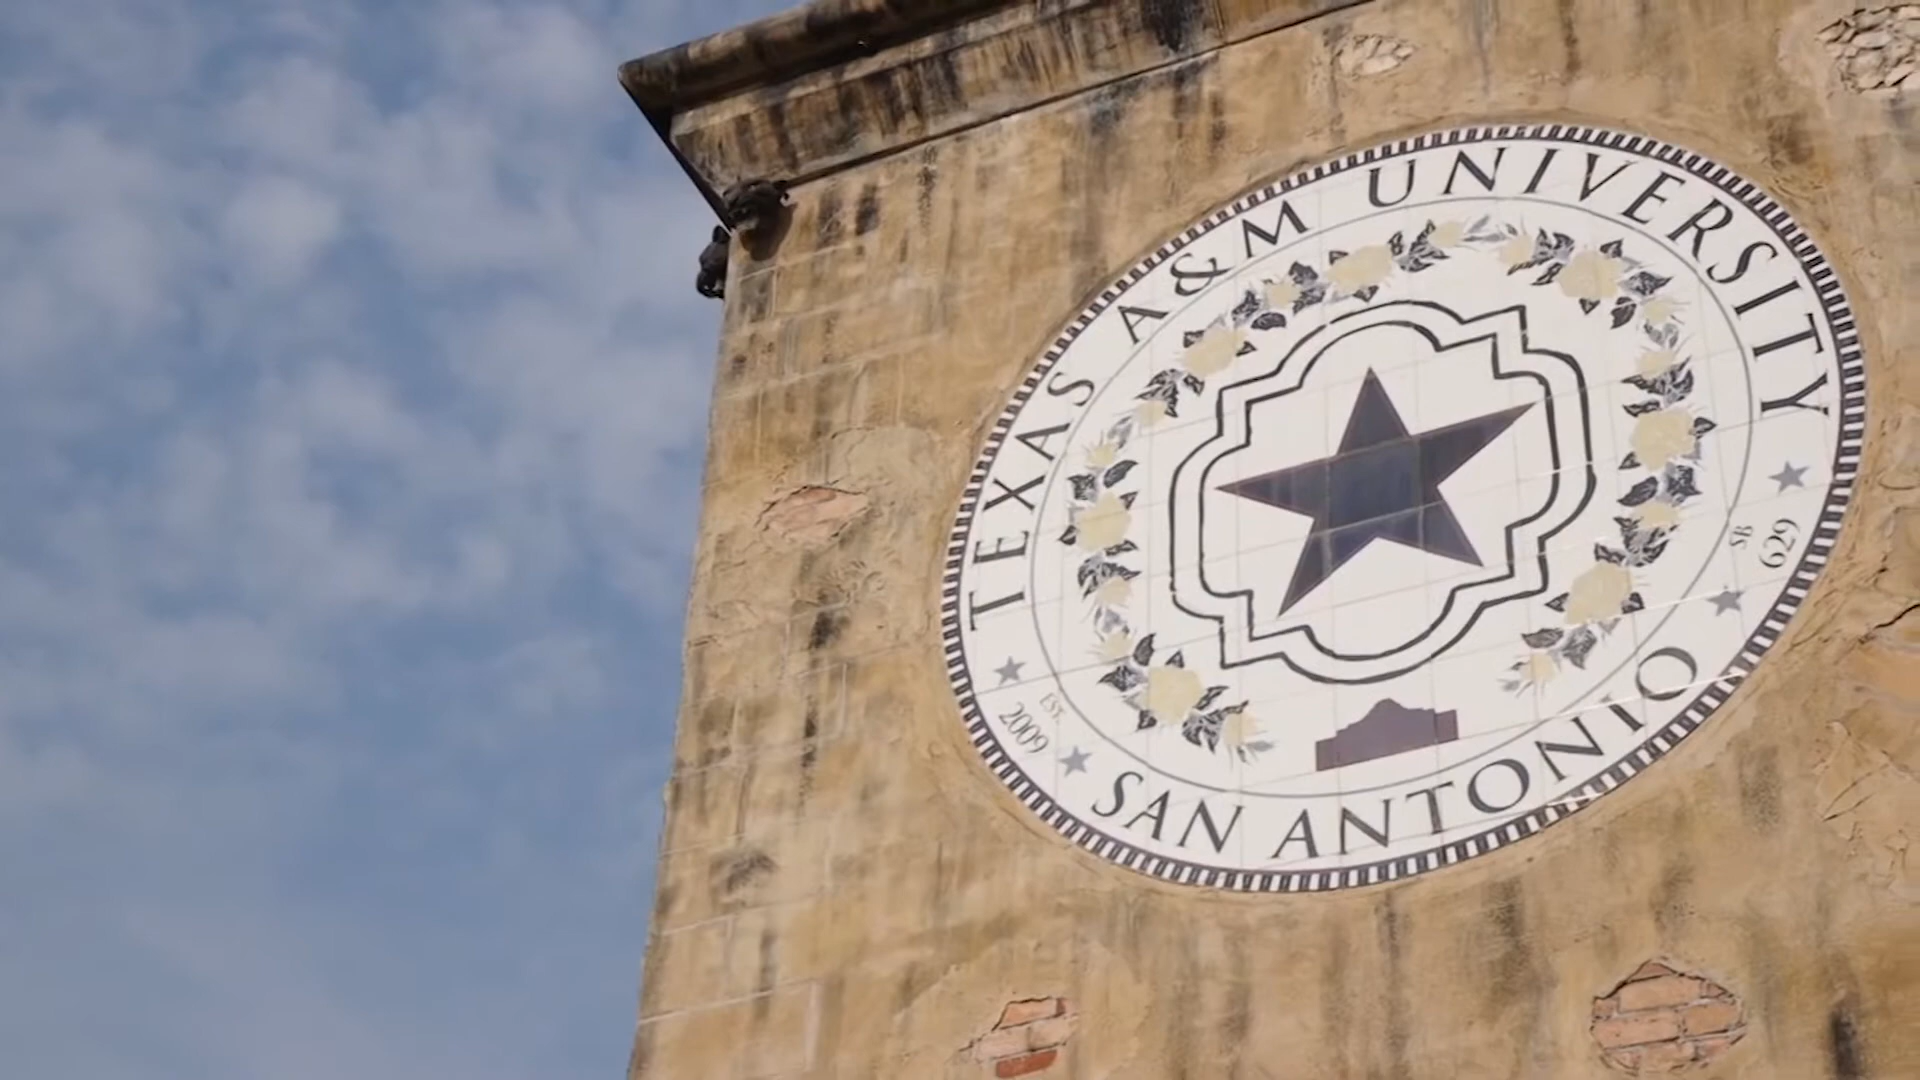 TEXAS A&M UNIVERSITY
SAN ANTONIO
EST.
2009
SB
629